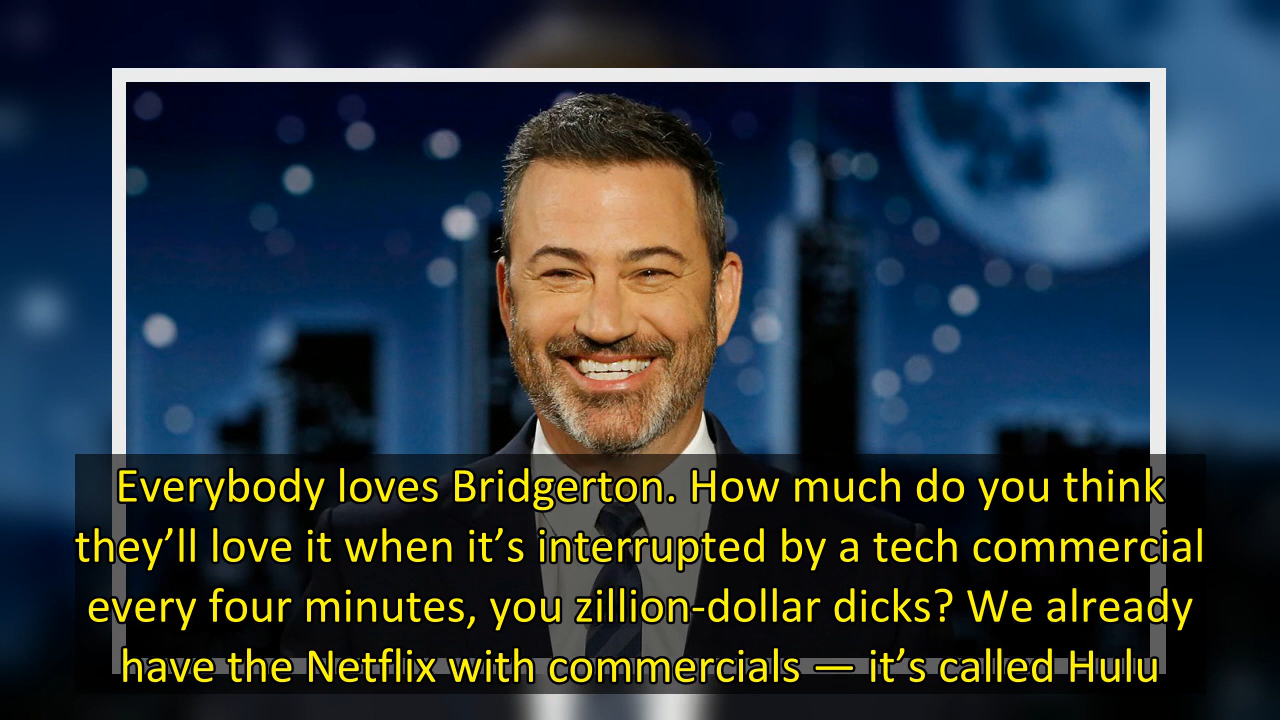 Everybody loves Bridgerton. How much do you think
they’ll love it when it’s interrupted by a tech commercial
every four minutes, you zillion-dollar dicks? We already
have the Netflix with commercials — it’s called Hulu